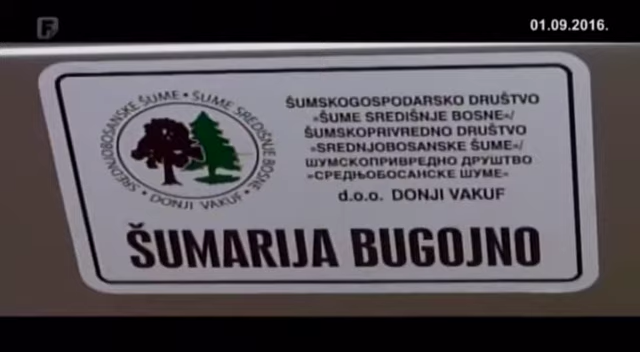 F
01.09.2016.
SREDNJOBOSANSKE ŠUME • ŠUME SREDIŠNJE BOSNE •
DONJI VAKUF
ŠUMSKOGOSPODARSKO DRUŠTVO
»ŠUME SREDIŠNJE BOSNE»/
ŠUMSKOPRIVREDNO DRUŠTVO
»SREDNJOBOSANSKE ŠUME»/
ШУМСКОПРИВРЕДНО ДРУШТВО
»СРЕДЊОБОСАНСКЕ ШУМЕ»
d.o.o. DONJI VAKUF
ŠUMARIJA BUGOJNO